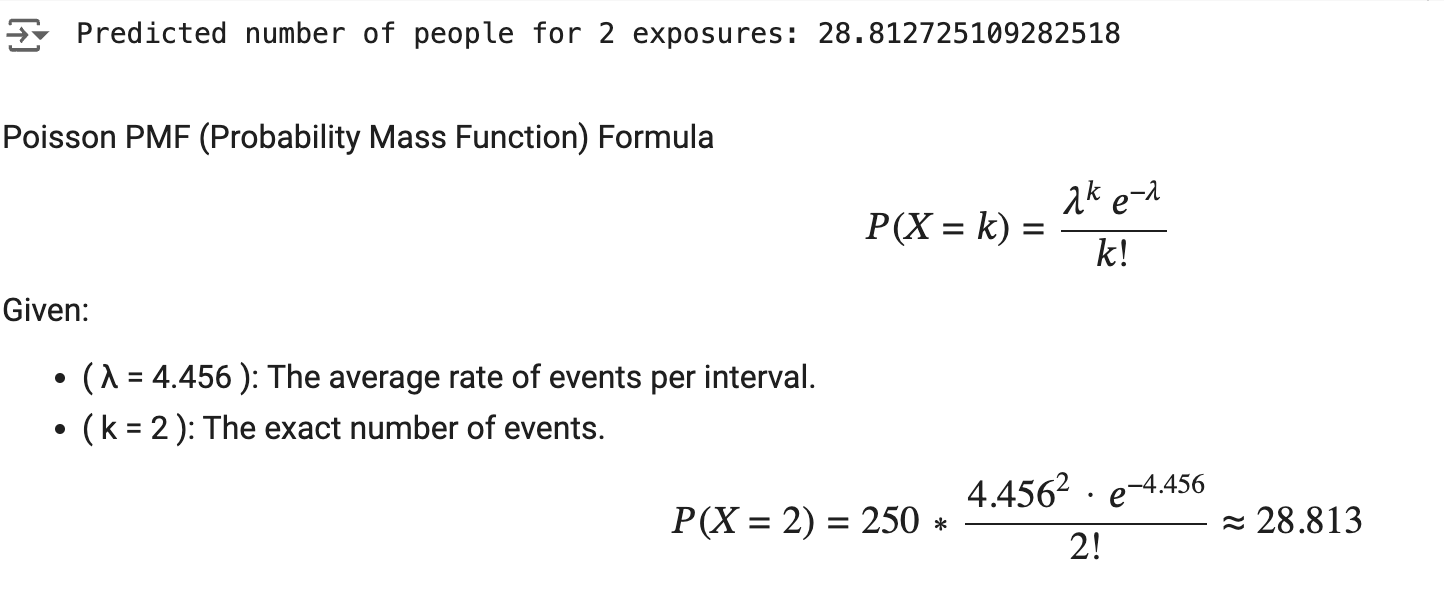 Predicted number of people for 2 exposures: 28.812725109282518
Poisson PMF (Probability Mass Function) Formula
P(X = k) = \frac{λ^k e^{-λ}}{k!}
Given:
• ( λ = 4.456 ): The average rate of events per interval.
• ( k = 2 ): The exact number of events.
P(X = 2) = 250 * \frac{4.456^2 · e^{-4.456}}{2!} ≈ 28.813